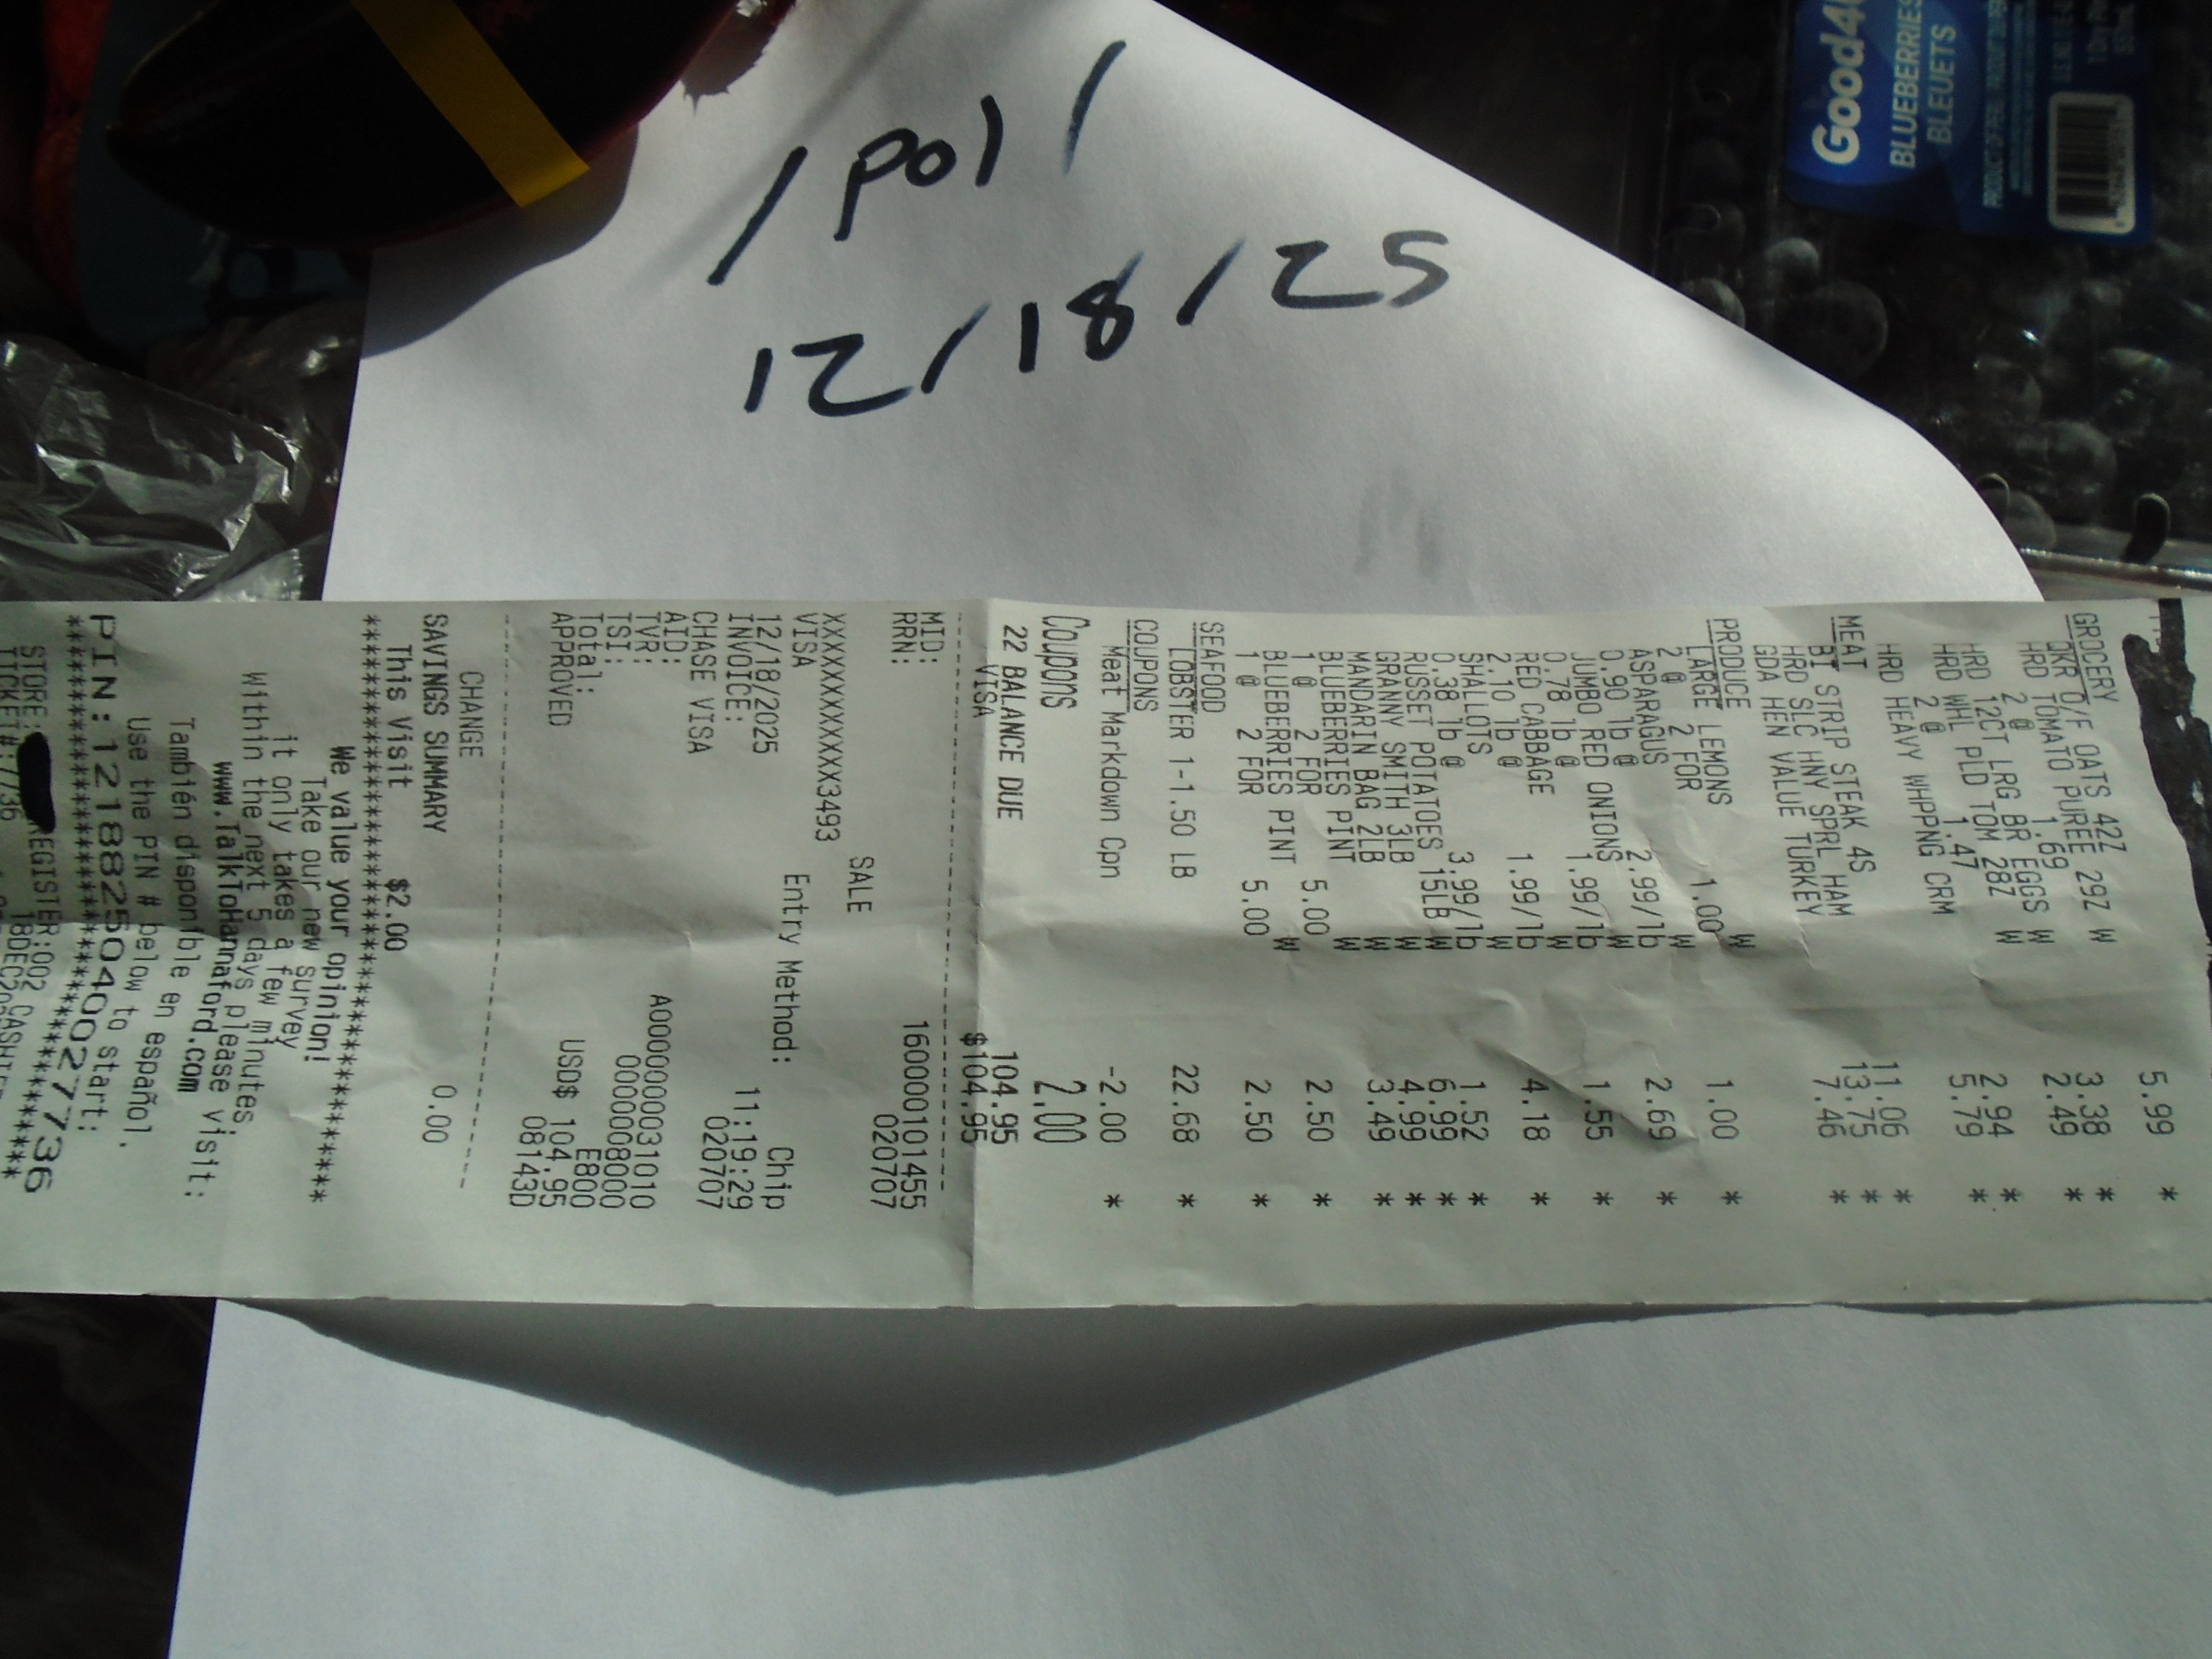 /pol/
12/18/25
Good4
BLUEBERRIES
BLEUETS
GROCERY
QKR O/F OATS 42Z 5.99 *
HRD TOMATO PUREE 29Z W
2 @ 1.69 3.38 *
HRD 12CT LRG BR EGGS W 2.49 *
HRD WHL PLD TOM 28Z W
2 @ 1.47 2.94 *
HRD HEAVY WHPPNG CRM 5.79 *
MEAT
BI STRIP STEAK 4S 11.06 *
HRD SLC HNY SPRL HAM 13.75 *
GDA HEN VALUE TURKEY 7.46 *
PRODUCE
LARGE LEMONS W
2 @ 2 FOR 1.00 1.00 *
ASPARAGUS W
0.90 lb @ 2.99/lb 2.69 *
JUMBO RED ONIONS W
0.78 lb @ 1.99/lb 1.55 *
RED CABBAGE W
2.10 lb @ 1.99/lb 4.18 *
SHALLOTS W
0.38 lb @ 3.99/lb 1.52 *
RUSSET POTATOES 15LB W 6.99 *
GRANNY SMITH 3LB W 4.99 *
MANDARIN BAG 2LB W 3.49 *
BLUEBERRIES PINT W
1 @ 2 FOR 5.00 2.50 *
BLUEBERRIES PINT W
1 @ 2 FOR 5.00 2.50 *
SEAFOOD
LOBSTER 1-1.50 LB 22.68 *
COUPONS
Meat Markdown Cpn -2.00 *
Coupons 2.00
22 BALANCE DUE 104.95
VISA $104.95
--------------------------------
MID: 160000101455
RRN: 020707
SALE
XXXXXXXXXXXX3493
VISA Entry Method: Chip
12/18/2025 11:19:29
INVOICE: 020707
CHASE VISA
AID: A0000000031010
TVR: 0000008000
TSI: E800
Total: USD$ 104.95
APPROVED 08143D
--------------------------------
CHANGE 0.00
SAVINGS SUMMARY
This Visit $2.00
****************************************
We value your opinion!
Take our new survey
it only takes a few minutes.
Within the next 5 days please visit:
www.TalkToHannaford.com
También disponible en español.
Use the PIN # below to start:
PIN:1218825040027736
****************************************
STORE: REGISTER:002 CASHIER
TICKET#:7736